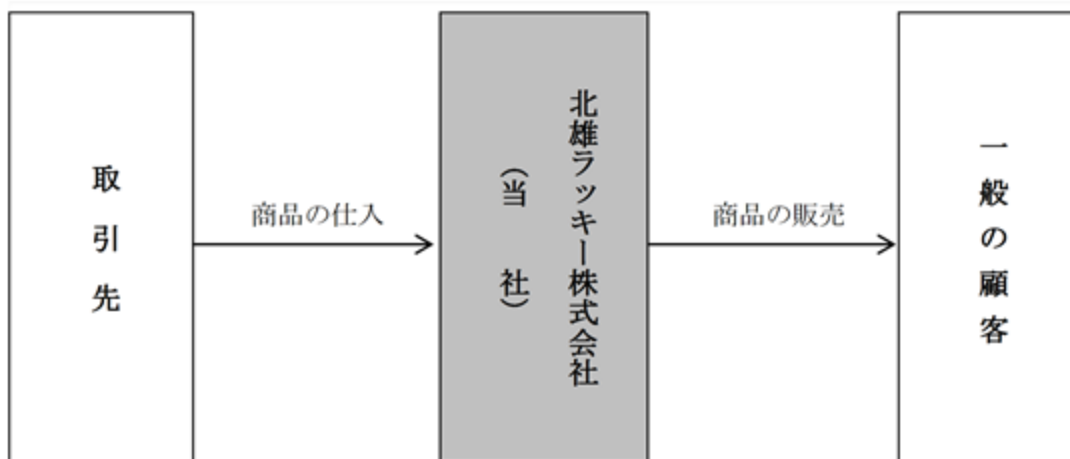 取引先
商品の仕入
北雄ラッキー株式会社
（当社）
商品の販売
一般の顧客